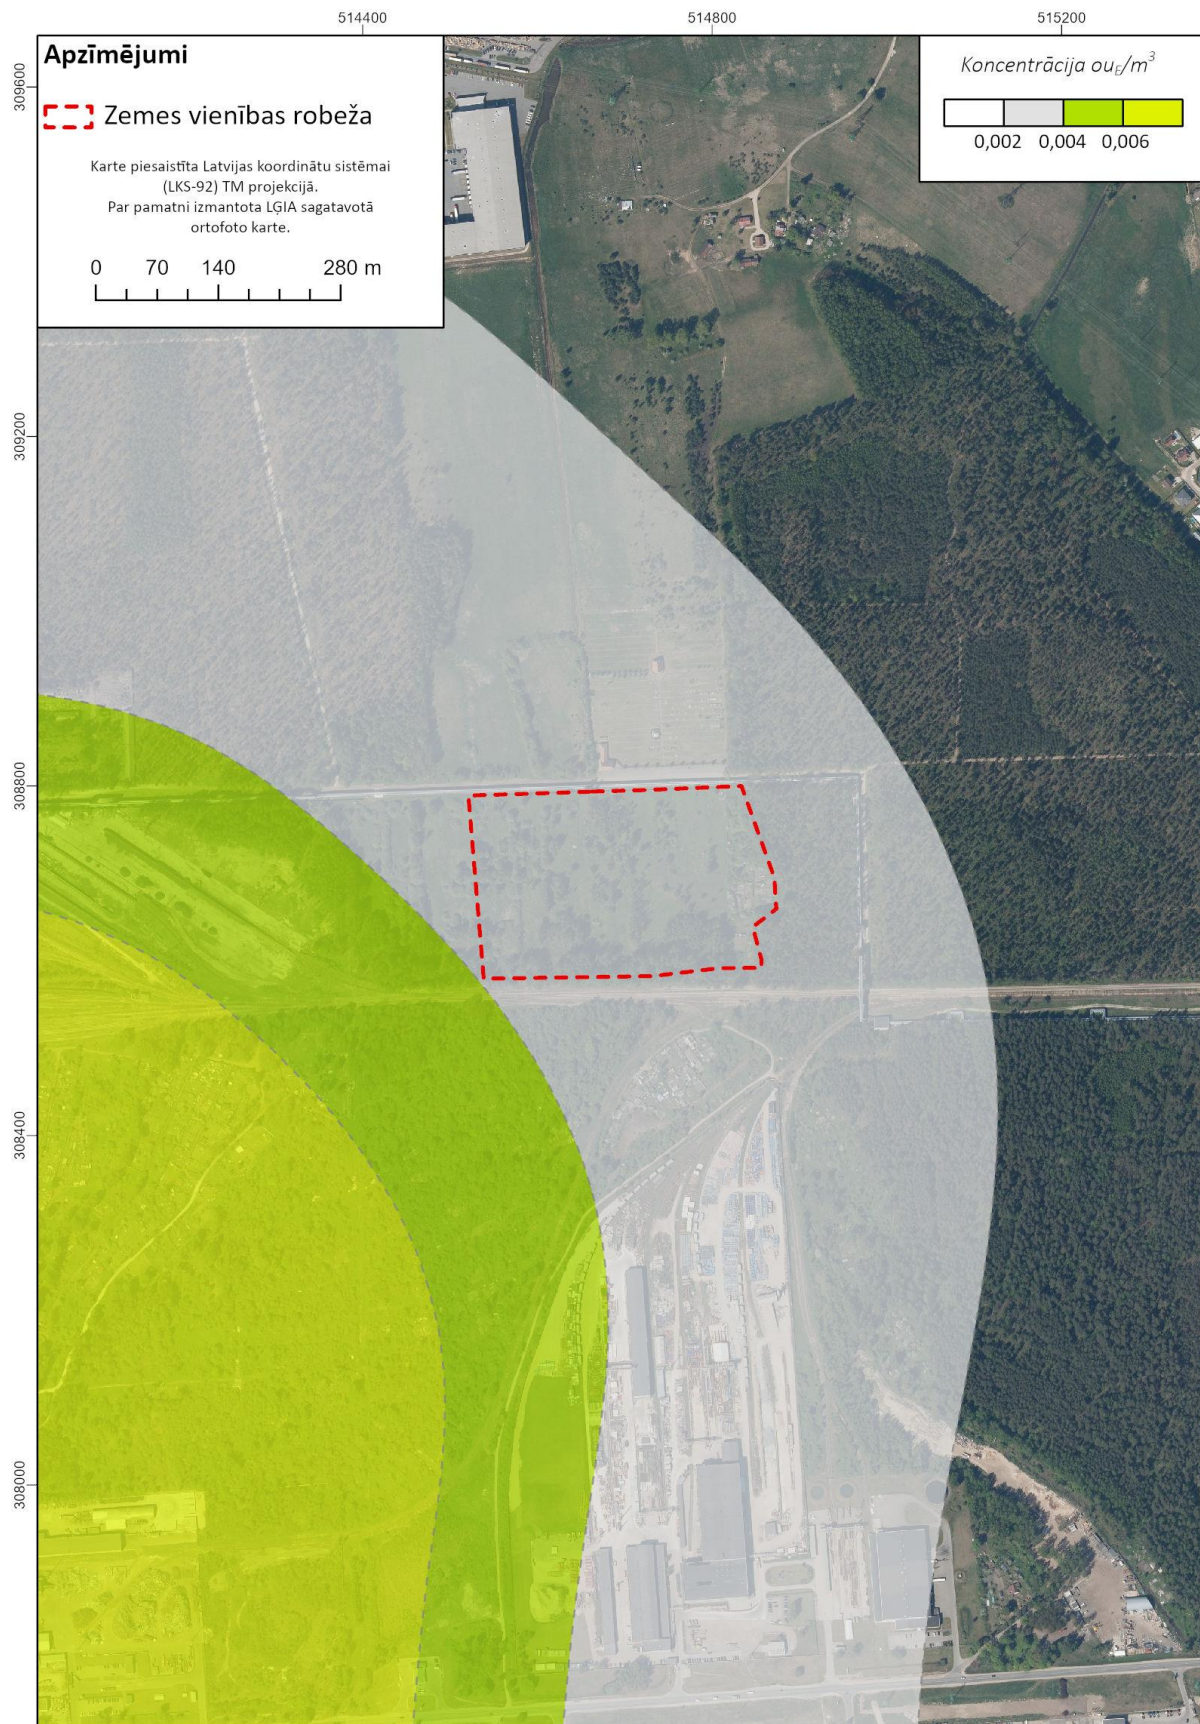 514400
514800
515200
Apzīmējumi
Zemes vienības robeža
Karte piesaistīta Latvijas koordinātu sistēmai
(LKS-92) TM projekcijā.
Par pamatni izmantota LĢIA sagatavotā
ortofoto karte.
0 70 140 280 m
Koncentrācija ou_E/m³
0,002 0,004 0,006
309600
309200
308800
308400
308000